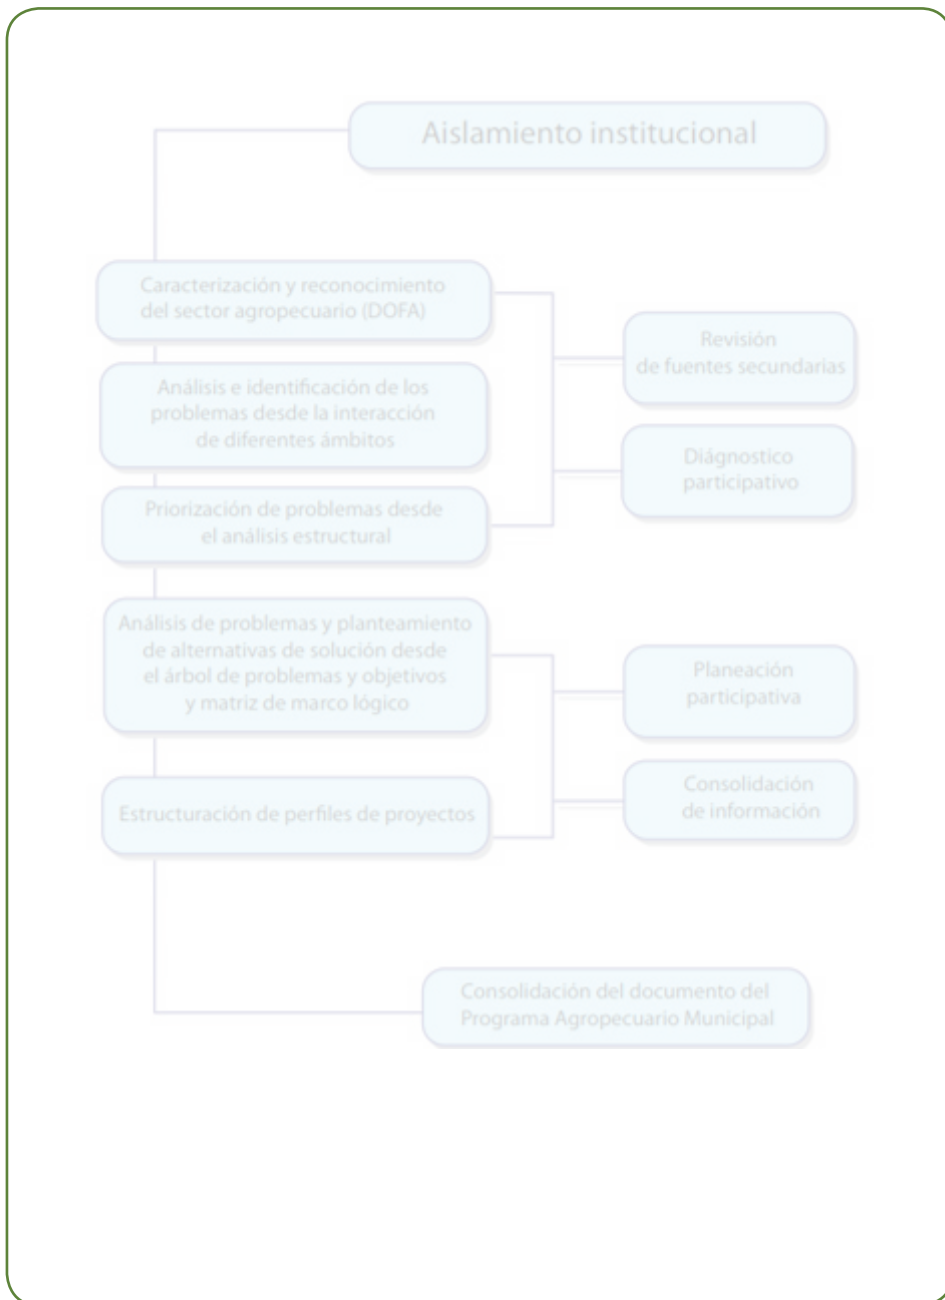 Aislamiento institucional
Caracterización y reconocimiento
del sector agropecuario (DOFA)
Análisis e identificación de los
problemas desde la interacción
de diferentes ámbitos
Priorización de problemas desde
el análisis estructural
Revisión
de fuentes secundarias
Diágnostico
participativo
Análisis de problemas y planteamiento
de alternativas de solución desde
el árbol de problemas y objetivos
y matriz de marco lógico
Estructuración de perfiles de proyectos
Planeación
participativa
Consolidación
de información
Consolidación del documento del
Programa Agropecuario Municipal